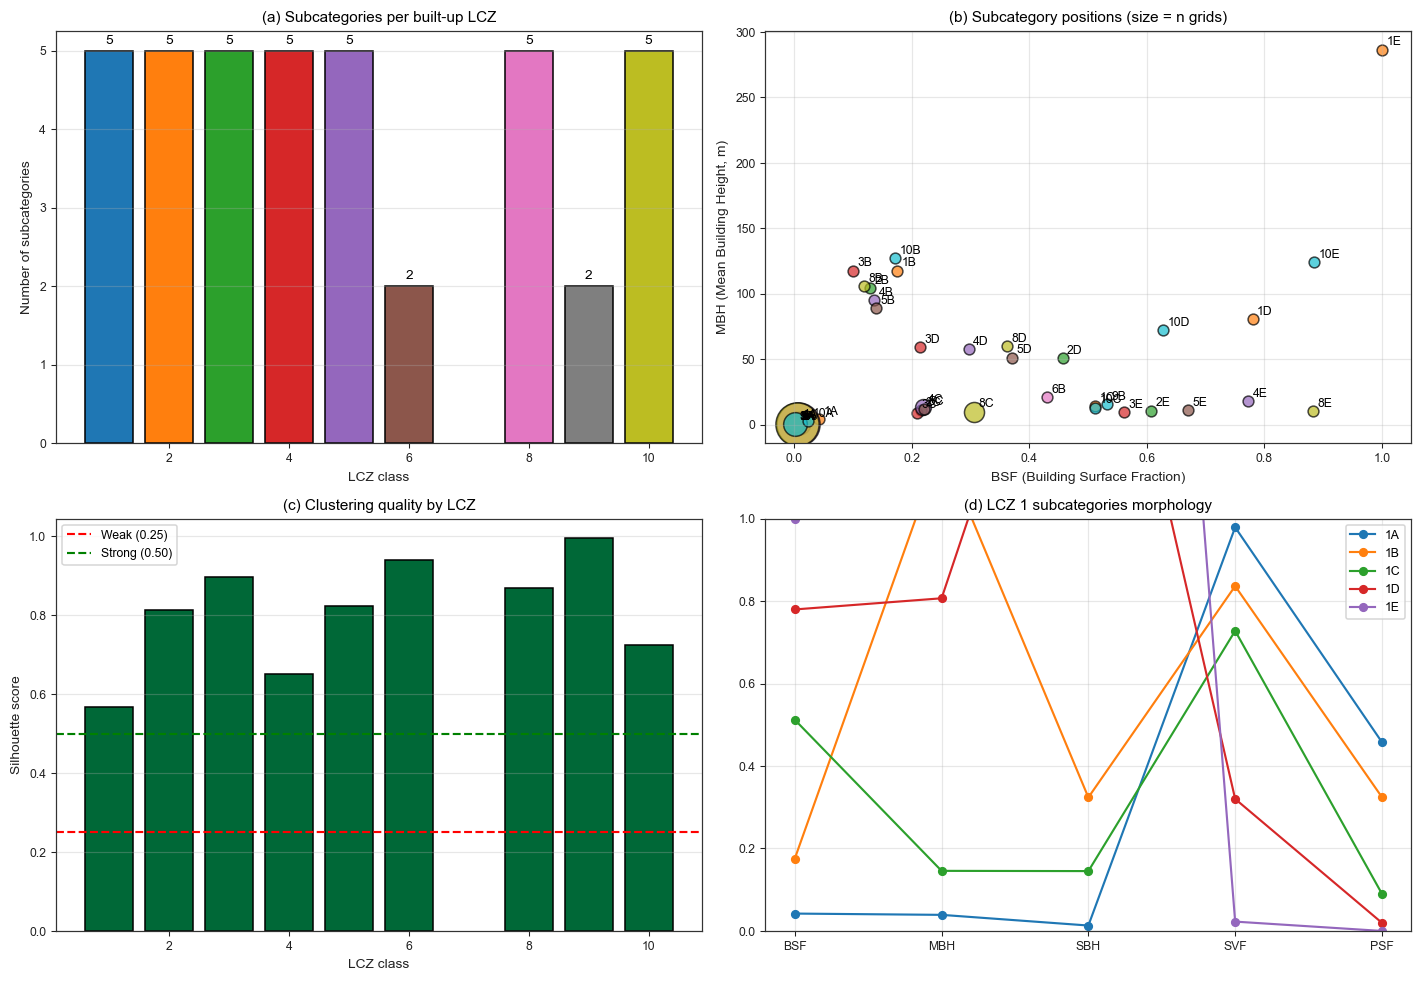 (a) Subcategories per built-up LCZ
5
5
5
5
5
2
5
2
5
5
4
3
2
1
0
Number of subcategories
2
4
6
8
10
LCZ class
(b) Subcategory positions (size = n grids)
300
250
200
150
100
50
0
MBH (Mean Building Height, m)
1E
10B
3B
1B
8B
2B
4B
5B
10E
1D
10D
3D
4D
8D
5D
2D
6B
4E
8C
9B
3E
2E
5E
8E
10A
1A
0.0
0.2
0.4
0.6
0.8
1.0
BSF (Building Surface Fraction)
(c) Clustering quality by LCZ
Weak (0.25)
Strong (0.50)
1.0
0.8
0.6
0.4
0.2
0.0
Silhouette score
2
4
6
8
10
LCZ class
(d) LCZ 1 subcategories morphology
1A
1B
1C
1D
1E
1.0
0.8
0.6
0.4
0.2
0.0
BSF
MBH
SBH
SVF
PSF